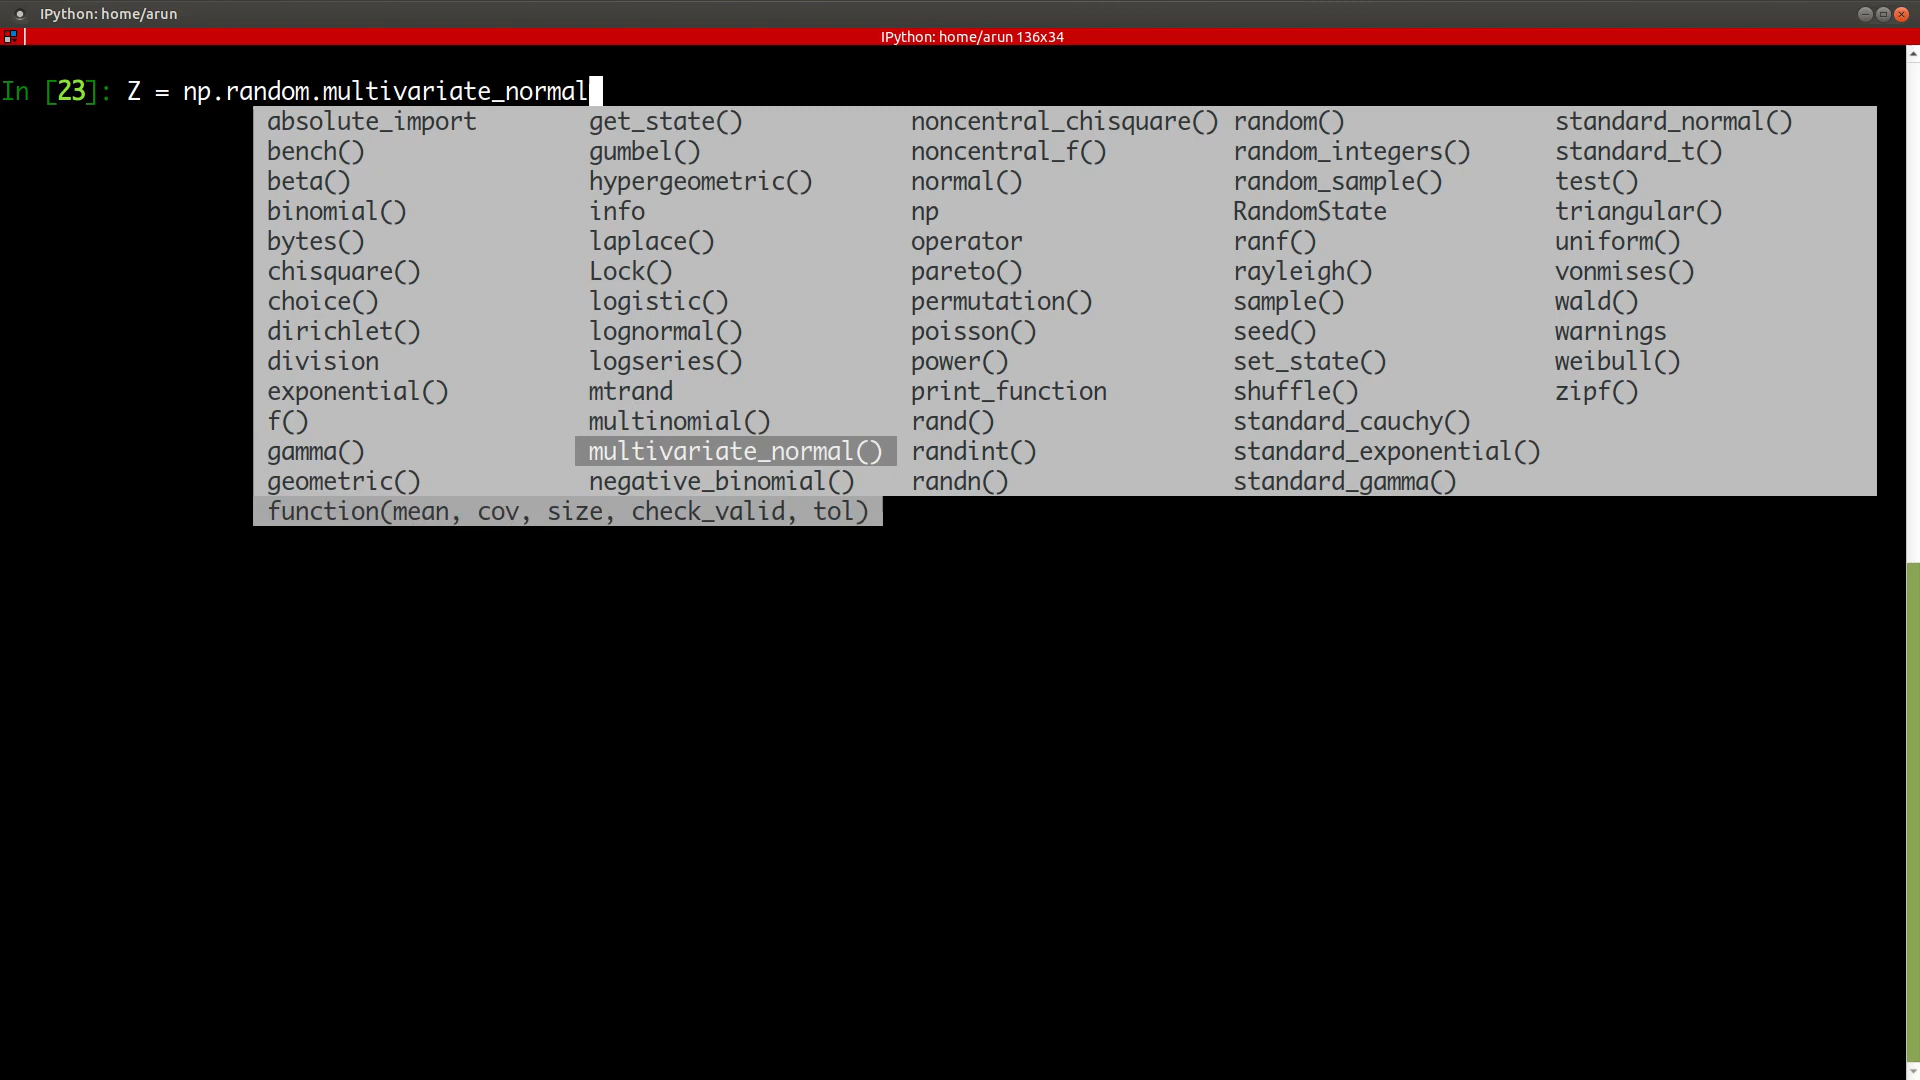 IPython: home/arun
IPython: home/arun 136x34
In [23]: Z = np.random.multivariate_normal
absolute_import get_state() noncentral_chisquare() random() standard_normal()
bench() gumbel() noncentral_f() random_integers() standard_t()
beta() hypergeometric() normal() random_sample() test()
binomial() info np RandomState triangular()
bytes() laplace() operator ranf() uniform()
chisquare() Lock() pareto() rayleigh() vonmises()
choice() logistic() permutation() sample() wald()
dirichlet() lognormal() poisson() seed() warnings
division logseries() power() set_state() weibull()
exponential() mtrand print_function shuffle() zipf()
f() multinomial() rand() standard_cauchy()
gamma() multivariate_normal() randint() standard_exponential()
geometric() negative_binomial() randn() standard_gamma()
function(mean, cov, size, check_valid, tol)